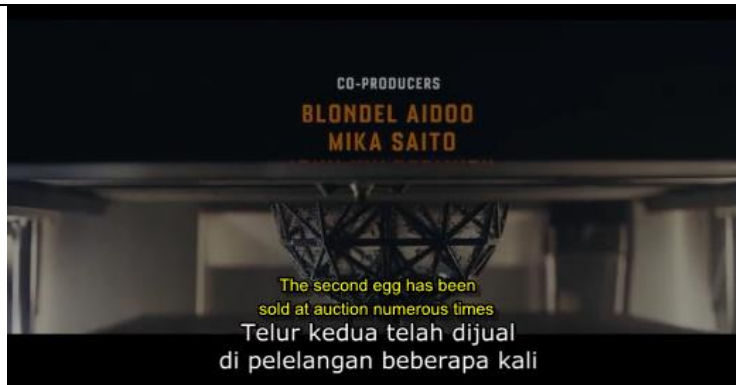 CO-PRODUCERS
BLONDEL AIDOO
MIKA SAITO
The second egg has been
sold at auction numerous times
Telur kedua telah dijual
di pelelangan beberapa kali